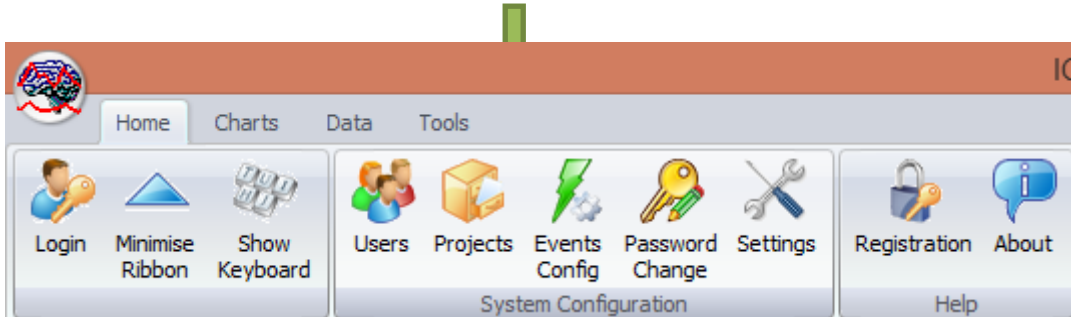 IC
Home Charts Data Tools
Login Minimise Ribbon Show Keyboard Users Projects Events Config Password Change Settings Registration About
System Configuration Help